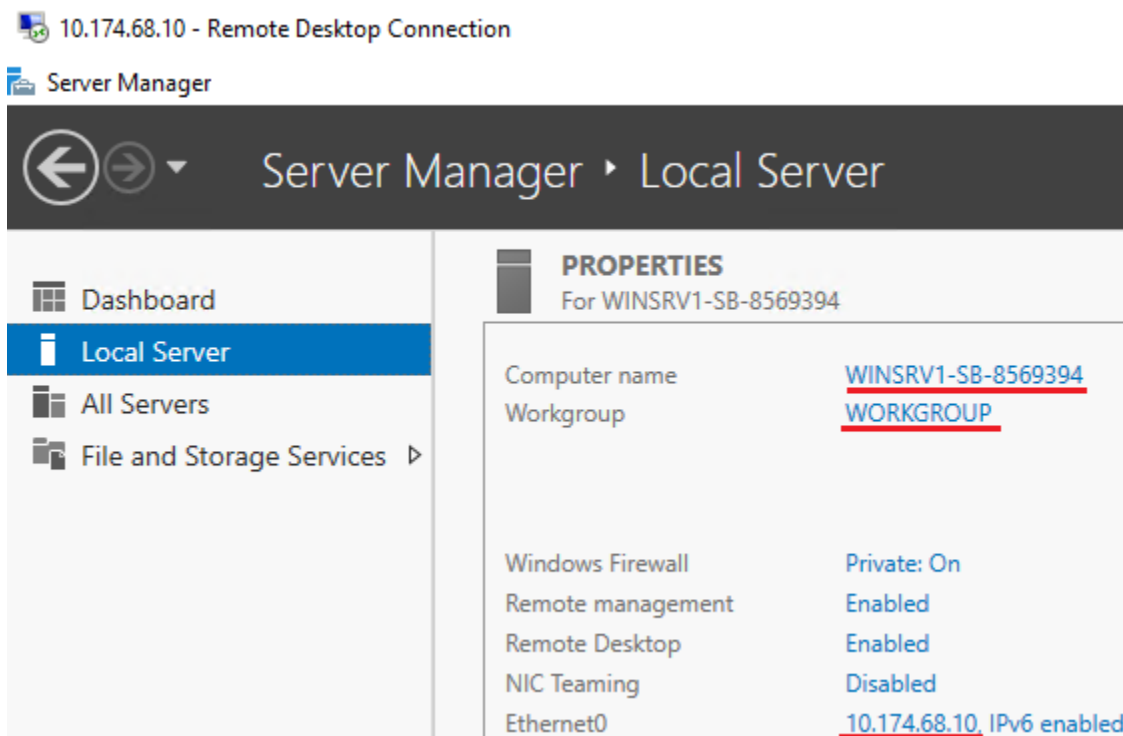 10.174.68.10 - Remote Desktop Connection
Server Manager
Server Manager ‣ Local Server
Dashboard
Local Server
All Servers
File and Storage Services
PROPERTIES
For WINSRV1-SB-8569394
Computer name WINSRV1-SB-8569394
Workgroup WORKGROUP
Windows Firewall Private: On
Remote management Enabled
Remote Desktop Enabled
NIC Teaming Disabled
Ethernet0 10.174.68.10, IPv6 enabled